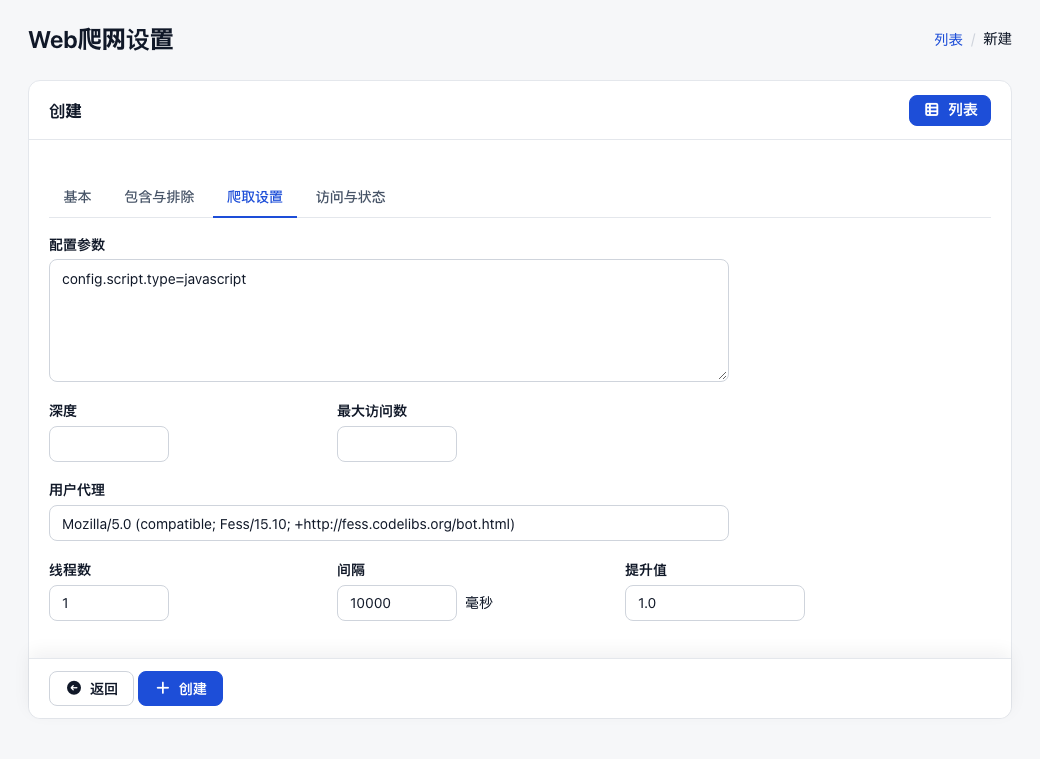 Web爬网设置
列表 / 新建
创建
列表
基本 包含与排除 爬取设置 访问与状态
配置参数
config.script.type=javascript
深度 最大访问数
用户代理
Mozilla/5.0 (compatible; Fess/15.10; +http://fess.codelibs.org/bot.html)
线程数 间隔 提升值
1 10000 毫秒 1.0
返回 创建